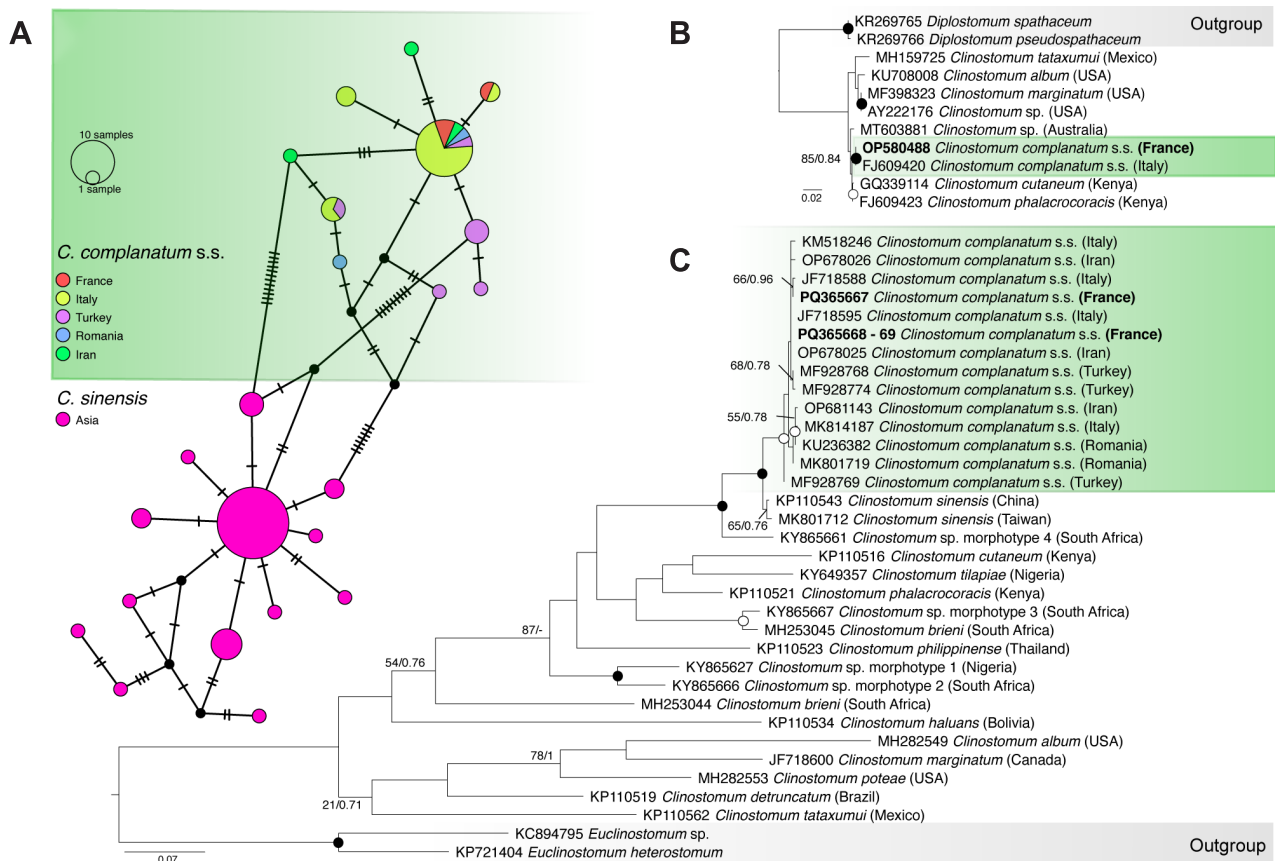 A
10 samples
1 sample
C. complanatum s.s.
France
Italy
Turkey
Romania
Iran
C. sinensis
Asia
B
KR269765 Diplostomum spathaceum
Outgroup
KR269766 Diplostomum pseudospathaceum
MH159725 Clinostomum tataxumui (Mexico)
KU708008 Clinostomum album (USA)
MF398323 Clinostomum marginatum (USA)
AY222176 Clinostomum sp. (USA)
MT603881 Clinostomum sp. (Australia)
OP580488 Clinostomum complanatum s.s. (France)
85/0.84
FJ609420 Clinostomum complanatum s.s. (Italy)
GQ339114 Clinostomum cutaneum (Kenya)
0.02
FJ609423 Clinostomum phalacrocoracis (Kenya)
C
KM518246 Clinostomum complanatum s.s. (Italy)
OP678026 Clinostomum complanatum s.s. (Iran)
66/0.96
JF718588 Clinostomum complanatum s.s. (Italy)
PQ365667 Clinostomum complanatum s.s. (France)
JF718595 Clinostomum complanatum s.s. (Italy)
PQ365668 - 69 Clinostomum complanatum s.s. (France)
OP678025 Clinostomum complanatum s.s. (Iran)
68/0.78
MF928768 Clinostomum complanatum s.s. (Turkey)
MF928774 Clinostomum complanatum s.s. (Turkey)
OP681143 Clinostomum complanatum s.s. (Iran)
55/0.78
MK814187 Clinostomum complanatum s.s. (Italy)
KU236382 Clinostomum complanatum s.s. (Romania)
MK801719 Clinostomum complanatum s.s. (Romania)
MF928769 Clinostomum complanatum s.s. (Turkey)
KP110543 Clinostomum sinensis (China)
65/0.76
MK801712 Clinostomum sinensis (Taiwan)
KY865661 Clinostomum sp. morphotype 4 (South Africa)
KP110516 Clinostomum cutaneum (Kenya)
KY649357 Clinostomum tilapiae (Nigeria)
KP110521 Clinostomum phalacrocoracis (Kenya)
KY865667 Clinostomum sp. morphotype 3 (South Africa)
87/-
MH253045 Clinostomum brieni (South Africa)
KP110523 Clinostomum philippinense (Thailand)
54/0.76
KY865627 Clinostomum sp. morphotype 1 (Nigeria)
KY865666 Clinostomum sp. morphotype 2 (South Africa)
MH253044 Clinostomum brieni (South Africa)
KP110534 Clinostomum haluans (Bolivia)
MH282549 Clinostomum album (USA)
78/1
JF718600 Clinostomum marginatum (Canada)
MH282553 Clinostomum poteae (USA)
21/0.71
KP110519 Clinostomum detruncatum (Brazil)
KP110562 Clinostomum tataxumui (Mexico)
KC894795 Euclinostomum sp.
Outgroup
KP721404 Euclinostomum heterostomum
0.07